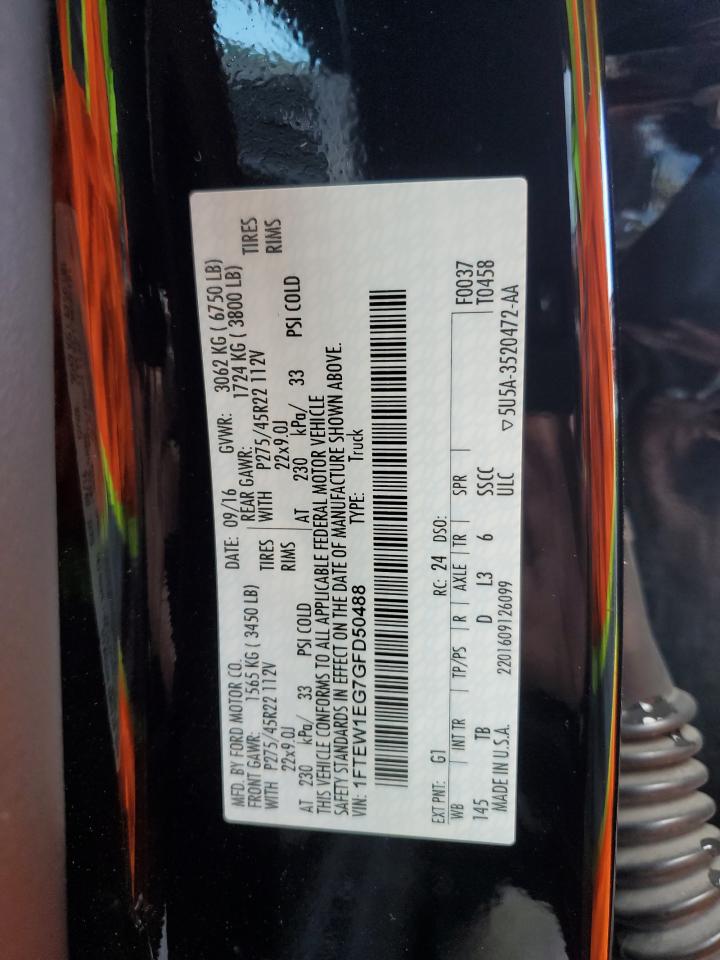 MFD. BY FORD MOTOR CO.
DATE: 09/16 GVWR: 3062 KG ( 6750 LB)
FRONT GAWR: 1565 KG ( 3450 LB) REAR GAWR: 1724 KG ( 3800 LB)
WITH P275/45R22 112V TIRES WITH P275/45R22 112V TIRES
22x9.0J RIMS 22x9.0J RIMS
AT 230 kPa/ 33 PSI COLD AT 230 kPa/ 33 PSI COLD
THIS VEHICLE CONFORMS TO ALL APPLICABLE FEDERAL MOTOR VEHICLE
SAFETY STANDARDS IN EFFECT ON THE DATE OF MANUFACTURE SHOWN ABOVE.
VIN: 1FTEW1EG7GFD50488 TYPE: Truck
EXT PNT: G1 RC: 24 DSO: F0037
WB INT TR TP/PS R AXLE TR SPR T0458
145 TB D L3 6 SSCC
MADE IN U.S.A. 2201609126099 ULC ▽5U5A-3520472-AA